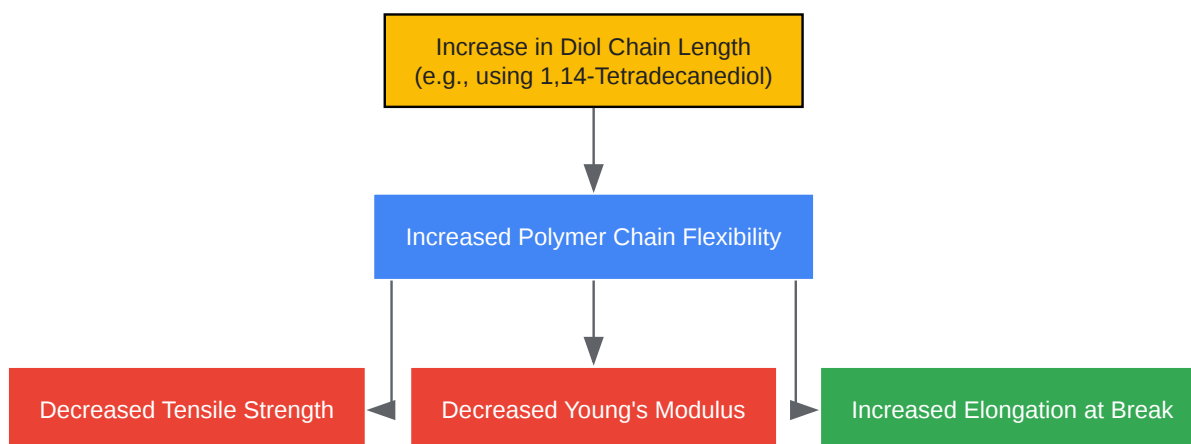 Increase in Diol Chain Length
(e.g., using 1,14-Tetradecanediol)
Increased Polymer Chain Flexibility
Decreased Tensile Strength
Decreased Young's Modulus
Increased Elongation at Break